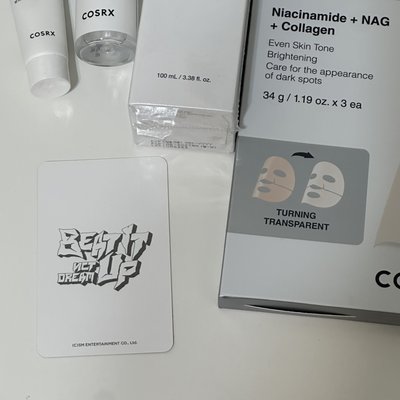 COSRX
COSRX
100 mL / 3.38 fl. oz.
Niacinamide + NAG
+ Collagen
Even Skin Tone
Brightening
Care for the appearance
of dark spots
34 g / 1.19 oz. x 3 ea
TURNING
TRANSPARENT
CO
BEAT IT
UP
NCT
DREAM
(C)SM ENTERTAINMENT CO., Ltd.